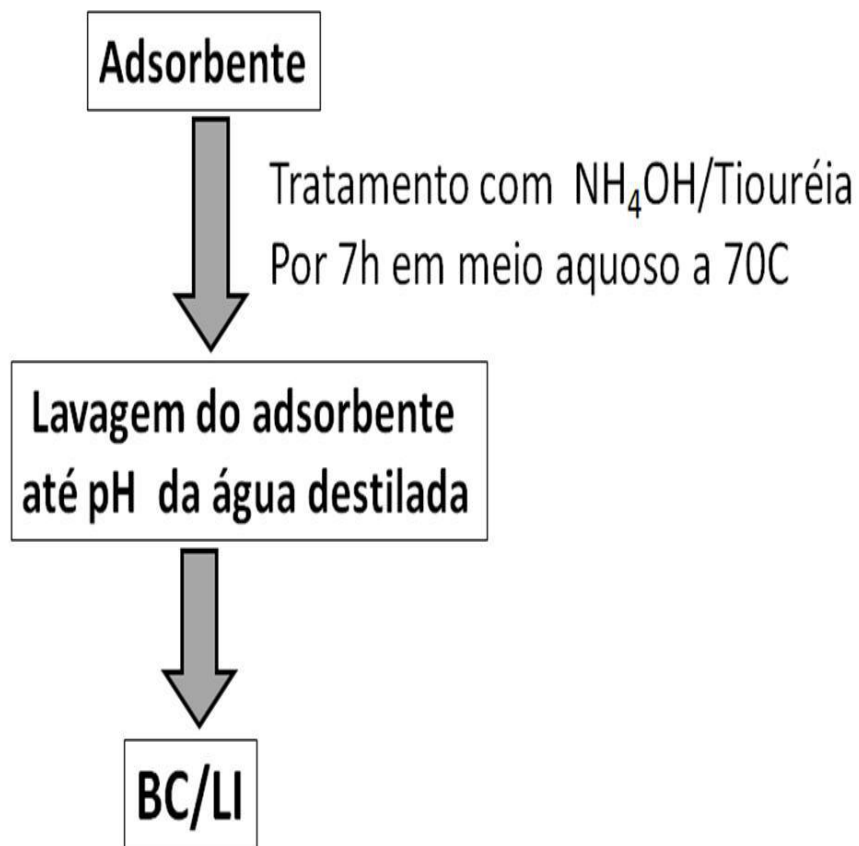 Adsorbente
Tratamento com NH₄OH/Tiouréia
Por 7h em meio aquoso a 70C
Lavagem do adsorbente
até pH da água destilada
BC/LI